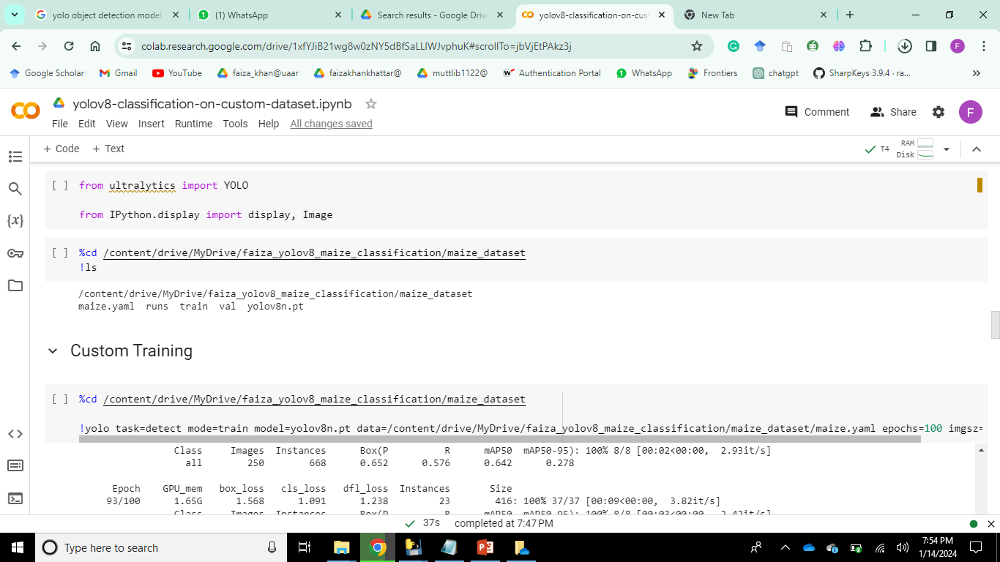 yolo object detection model
(1) WhatsApp
Search results - Google Driv
yolov8-classification-on-cust
New Tab
colab.research.google.com/drive/1xfYJiB21wg8w0zNY5dBfSaLLlWJvphuK#scrollTo=jbVjEtPAkz3j
Google Scholar
Gmail
YouTube
faiza_khan@uaar
faizakhankhattar@
muttlib1122@
Authentication Portal
WhatsApp
Frontiers
chatgpt
SharpKeys 3.9.4 · ra...
yolov8-classification-on-custom-dataset.ipynb
Comment
Share
F
File Edit View Insert Runtime Tools Help All changes saved
+ Code + Text
T4
RAM
Disk
[ ] from ultralytics import YOLO
from IPython.display import display, Image
[ ] %cd /content/drive/MyDrive/faiza_yolov8_maize_classification/maize_dataset
!ls
/content/drive/MyDrive/faiza_yolov8_maize_classification/maize_dataset
maize.yaml runs train val yolov8n.pt
Custom Training
[ ] %cd /content/drive/MyDrive/faiza_yolov8_maize_classification/maize_dataset
!yolo task=detect mode=train model=yolov8n.pt data=/content/drive/MyDrive/faiza_yolov8_maize_classification/maize_dataset/maize.yaml epochs=100 imgsz=
Class Images Instances Box(P R mAP50 mAP50-95): 100% 8/8 [00:02<00:00, 2.93it/s]
all 250 668 0.652 0.576 0.642 0.278
Epoch GPU_mem box_loss cls_loss dfl_loss Instances Size
93/100 1.65G 1.568 1.091 1.238 23 416: 100% 37/37 [00:09<00:00, 3.82it/s]
Class Images Instances Box(P R mAP50 mAP50-95): 100% 8/8 [00:03<00:00, 2.42it/s]
37s completed at 7:47 PM
Type here to search
7:54 PM
1/14/2024